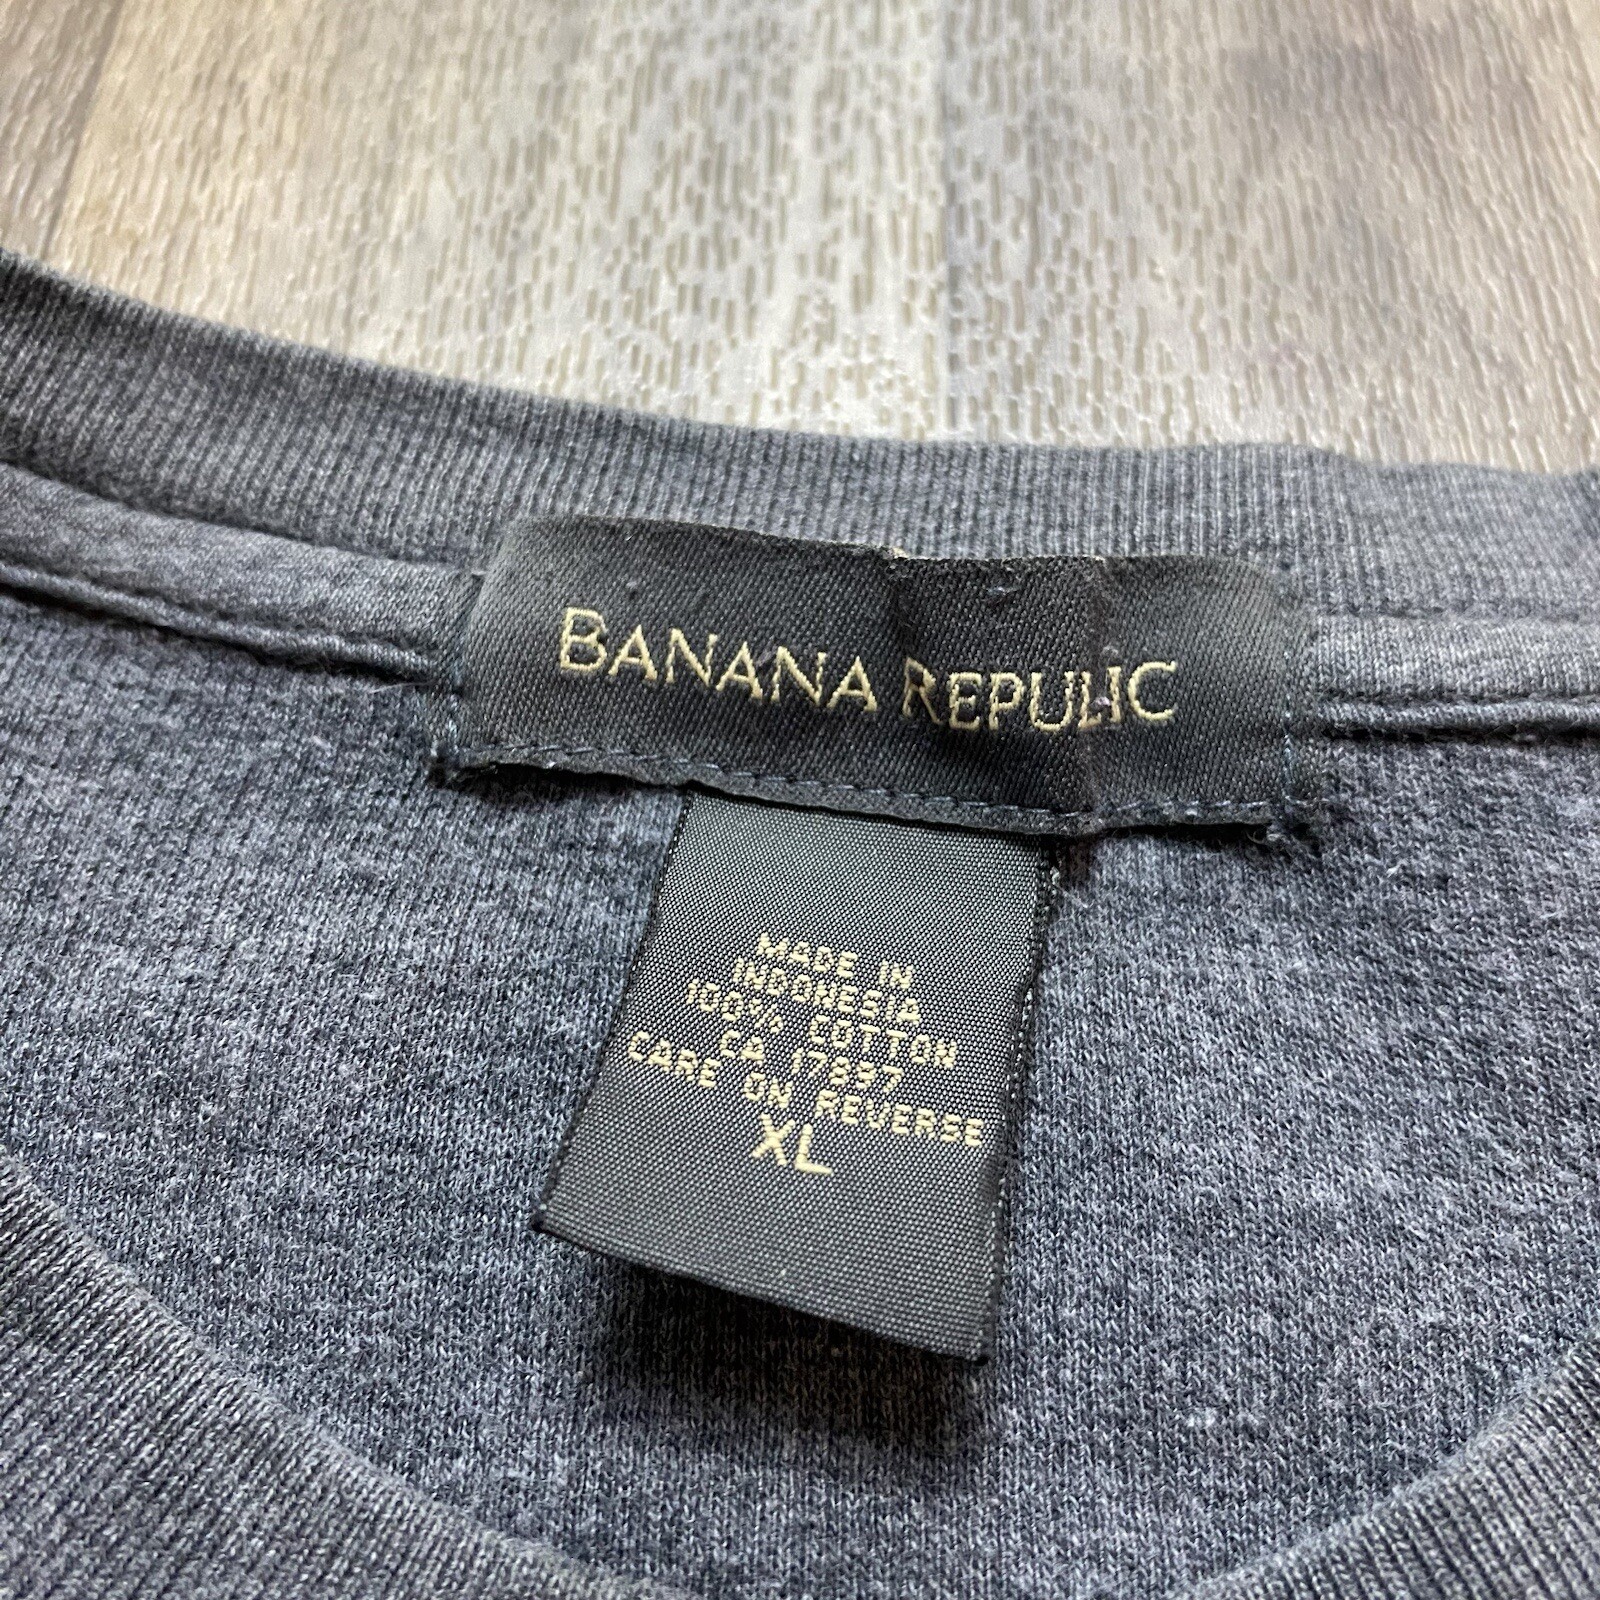 BANANA REPULIC
MADE IN
INDONESIA
100% COTTON
CA 17897
CARE ON REVERSE
XL